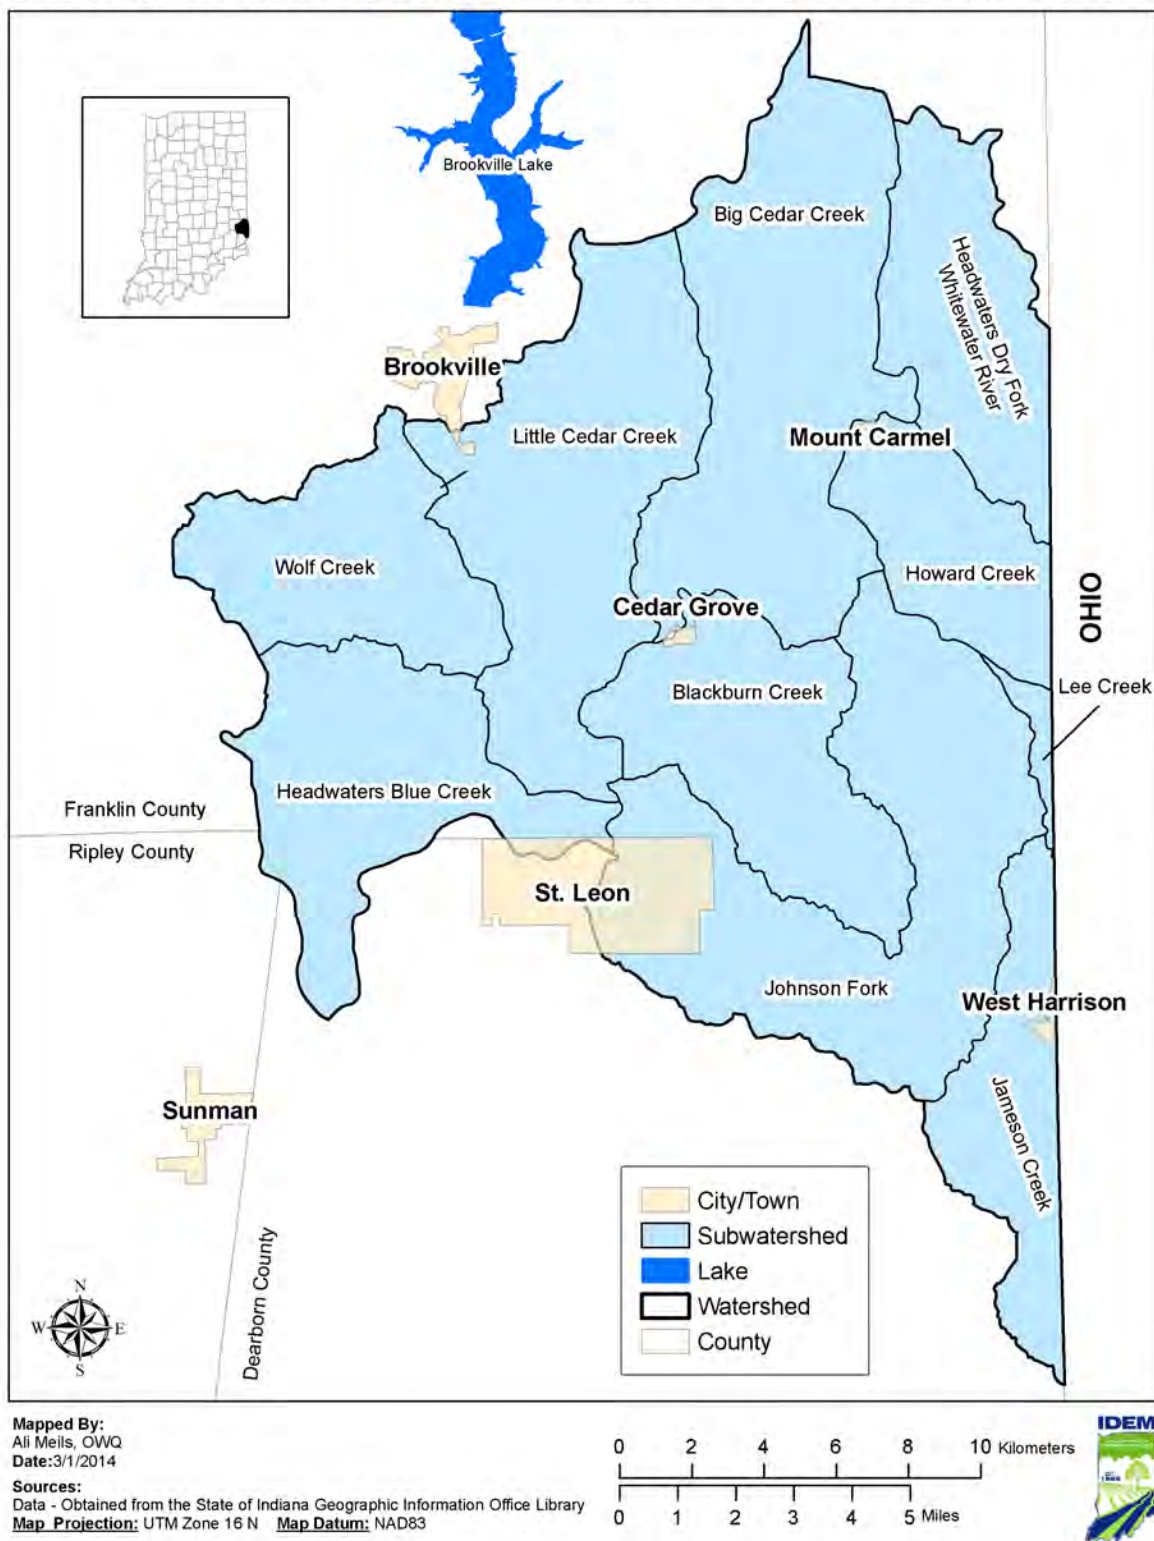 Brookville Lake
Big Cedar Creek
Headwaters Dry Fork
Whitewater River
Brookville
Little Cedar Creek
Mount Carmel
Wolf Creek
Howard Creek
OHIO
Cedar Grove
Lee Creek
Blackburn Creek
Headwaters Blue Creek
Franklin County
Ripley County
St. Leon
Johnson Fork
West Harrison
Jameson Creek
Sunman
Dearborn County
City/Town
Subwatershed
Lake
Watershed
County
N
W E
S
Mapped By:
Ali Meils, OWQ
Date:3/1/2014
Sources:
Data - Obtained from the State of Indiana Geographic Information Office Library
Map Projection: UTM Zone 16 N Map Datum: NAD83
0 2 4 6 8 10 Kilometers
0 1 2 3 4 5 Miles
IDEM